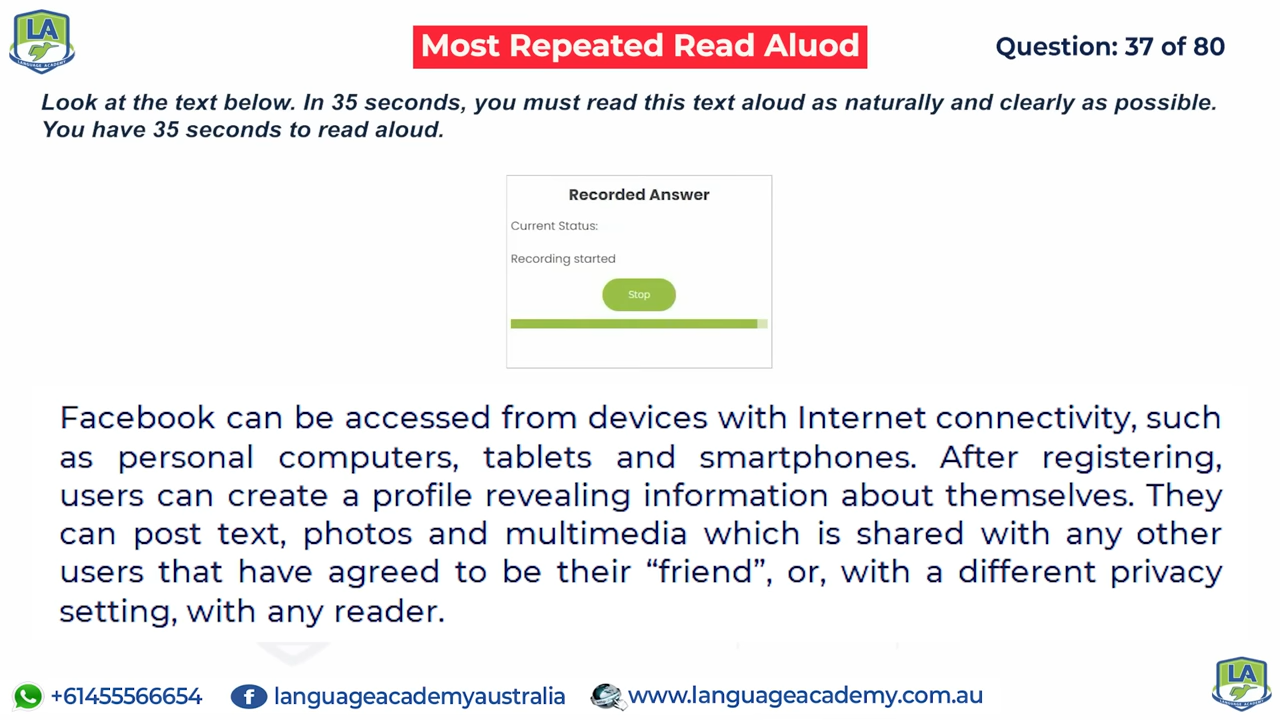 LA
LANGUAGE ACADEMY
Most Repeated Read Aluod
Question: 37 of 80
Look at the text below. In 35 seconds, you must read this text aloud as naturally and clearly as possible.
You have 35 seconds to read aloud.
Recorded Answer
Current Status:
Recording started
Stop
Facebook can be accessed from devices with Internet connectivity, such
as personal computers, tablets and smartphones. After registering,
users can create a profile revealing information about themselves. They
can post text, photos and multimedia which is shared with any other
users that have agreed to be their “friend”, or, with a different privacy
setting, with any reader.
+61455566654
languageacademyaustralia
www.languageacademy.com.au
LA
LANGUAGE ACADEMY